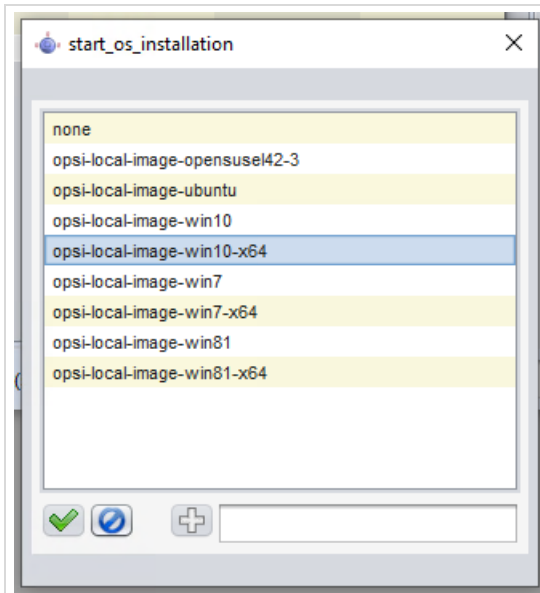 start_os_installation
none
opsi-local-image-opensusel42-3
opsi-local-image-ubuntu
opsi-local-image-win10
opsi-local-image-win10-x64
opsi-local-image-win7
opsi-local-image-win7-x64
opsi-local-image-win81
opsi-local-image-win81-x64